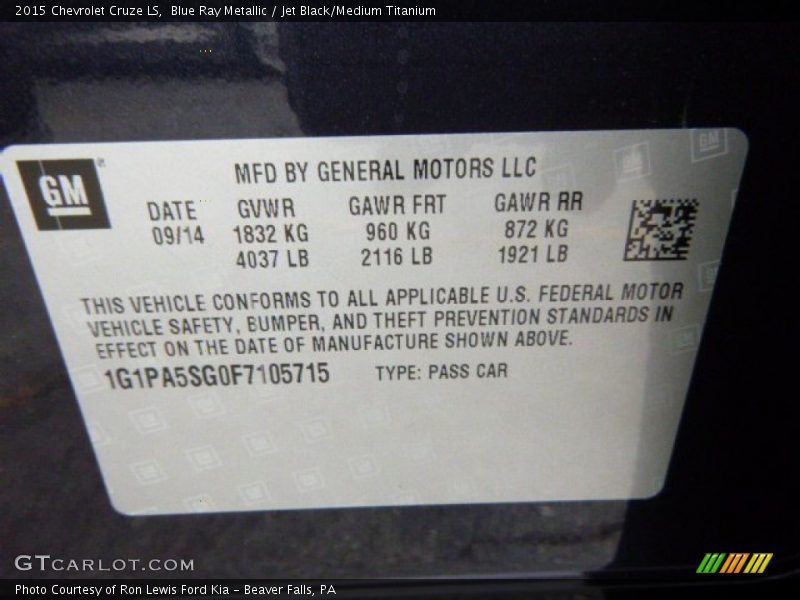 2015 Chevrolet Cruze LS, Blue Ray Metallic / Jet Black/Medium Titanium
GM
MFD BY GENERAL MOTORS LLC
DATE GVWR GAWR FRT GAWR RR
09/14 1832 KG 960 KG 872 KG
4037 LB 2116 LB 1921 LB
THIS VEHICLE CONFORMS TO ALL APPLICABLE U.S. FEDERAL MOTOR
VEHICLE SAFETY, BUMPER, AND THEFT PREVENTION STANDARDS IN
EFFECT ON THE DATE OF MANUFACTURE SHOWN ABOVE.
1G1PA5SG0F7105715 TYPE: PASS CAR
GTCARLOT.COM
Photo Courtesy of Ron Lewis Ford Kia - Beaver Falls, PA